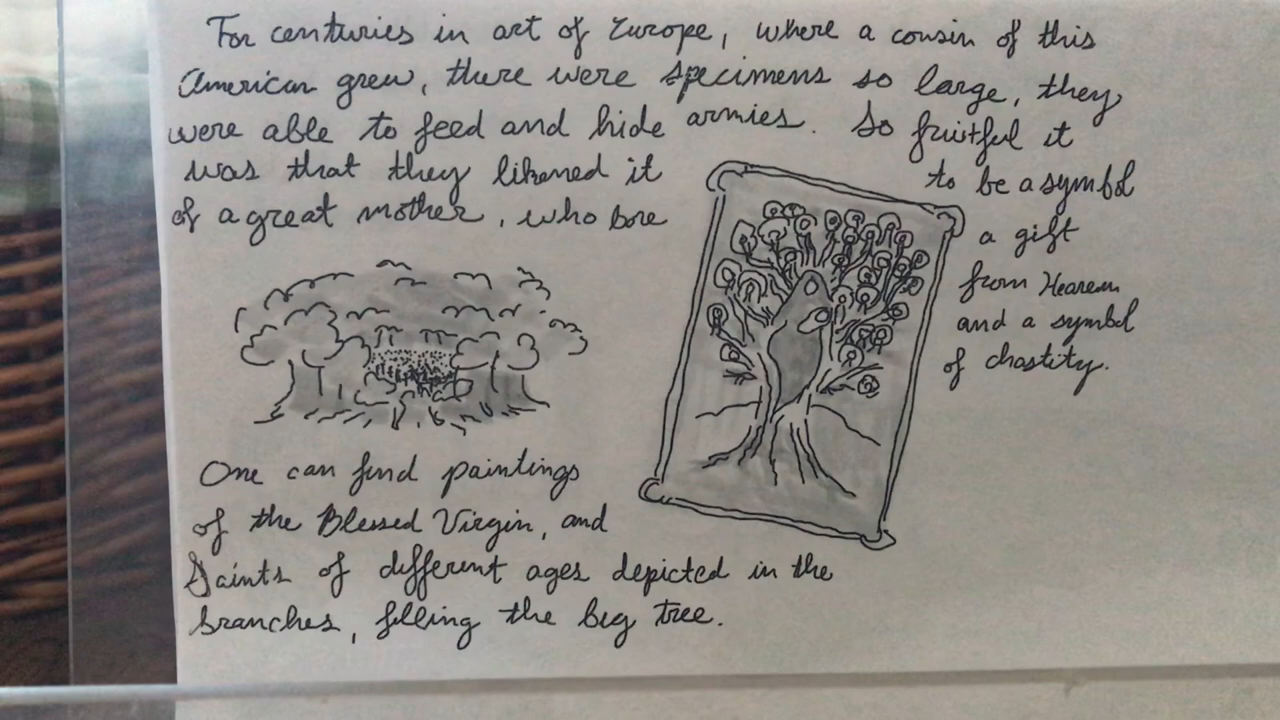 For centuries in art of Europe, where a cousin of this
American grew, there were specimens so large, they
were able to feed and hide armies. So fruitful it
was that they likened it to be a symbol
of a great mother, who bore a gift
from Heaven
and a symbol
of chastity.
One can find paintings
of the Blessed Virgin, and
Saints of different ages depicted in the
branches, filling the big tree.